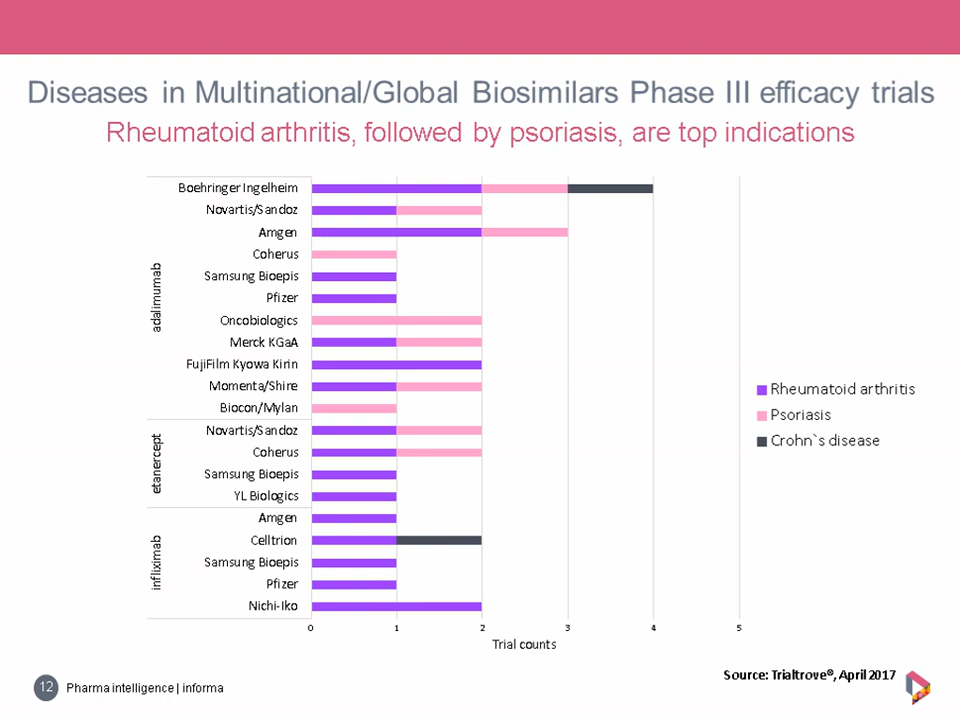 Diseases in Multinational/Global Biosimilars Phase III efficacy trials
Rheumatoid arthritis, followed by psoriasis, are top indications
adalimumab
Boehringer Ingelheim
Novartis/Sandoz
Amgen
Coherus
Samsung Bioepis
Pfizer
Oncobiologics
Merck KGaA
FujiFilm Kyowa Kirin
Momenta/Shire
Biocon/Mylan
etanercept
Novartis/Sandoz
Coherus
Samsung Bioepis
YL Biologics
infliximab
Amgen
Celltrion
Samsung Bioepis
Pfizer
Nichi-Iko
0 1 2 3 4 5
Trial counts
Rheumatoid arthritis
Psoriasis
Crohn`s disease
Source: Trialtrove®, April 2017
12 Pharma intelligence | informa